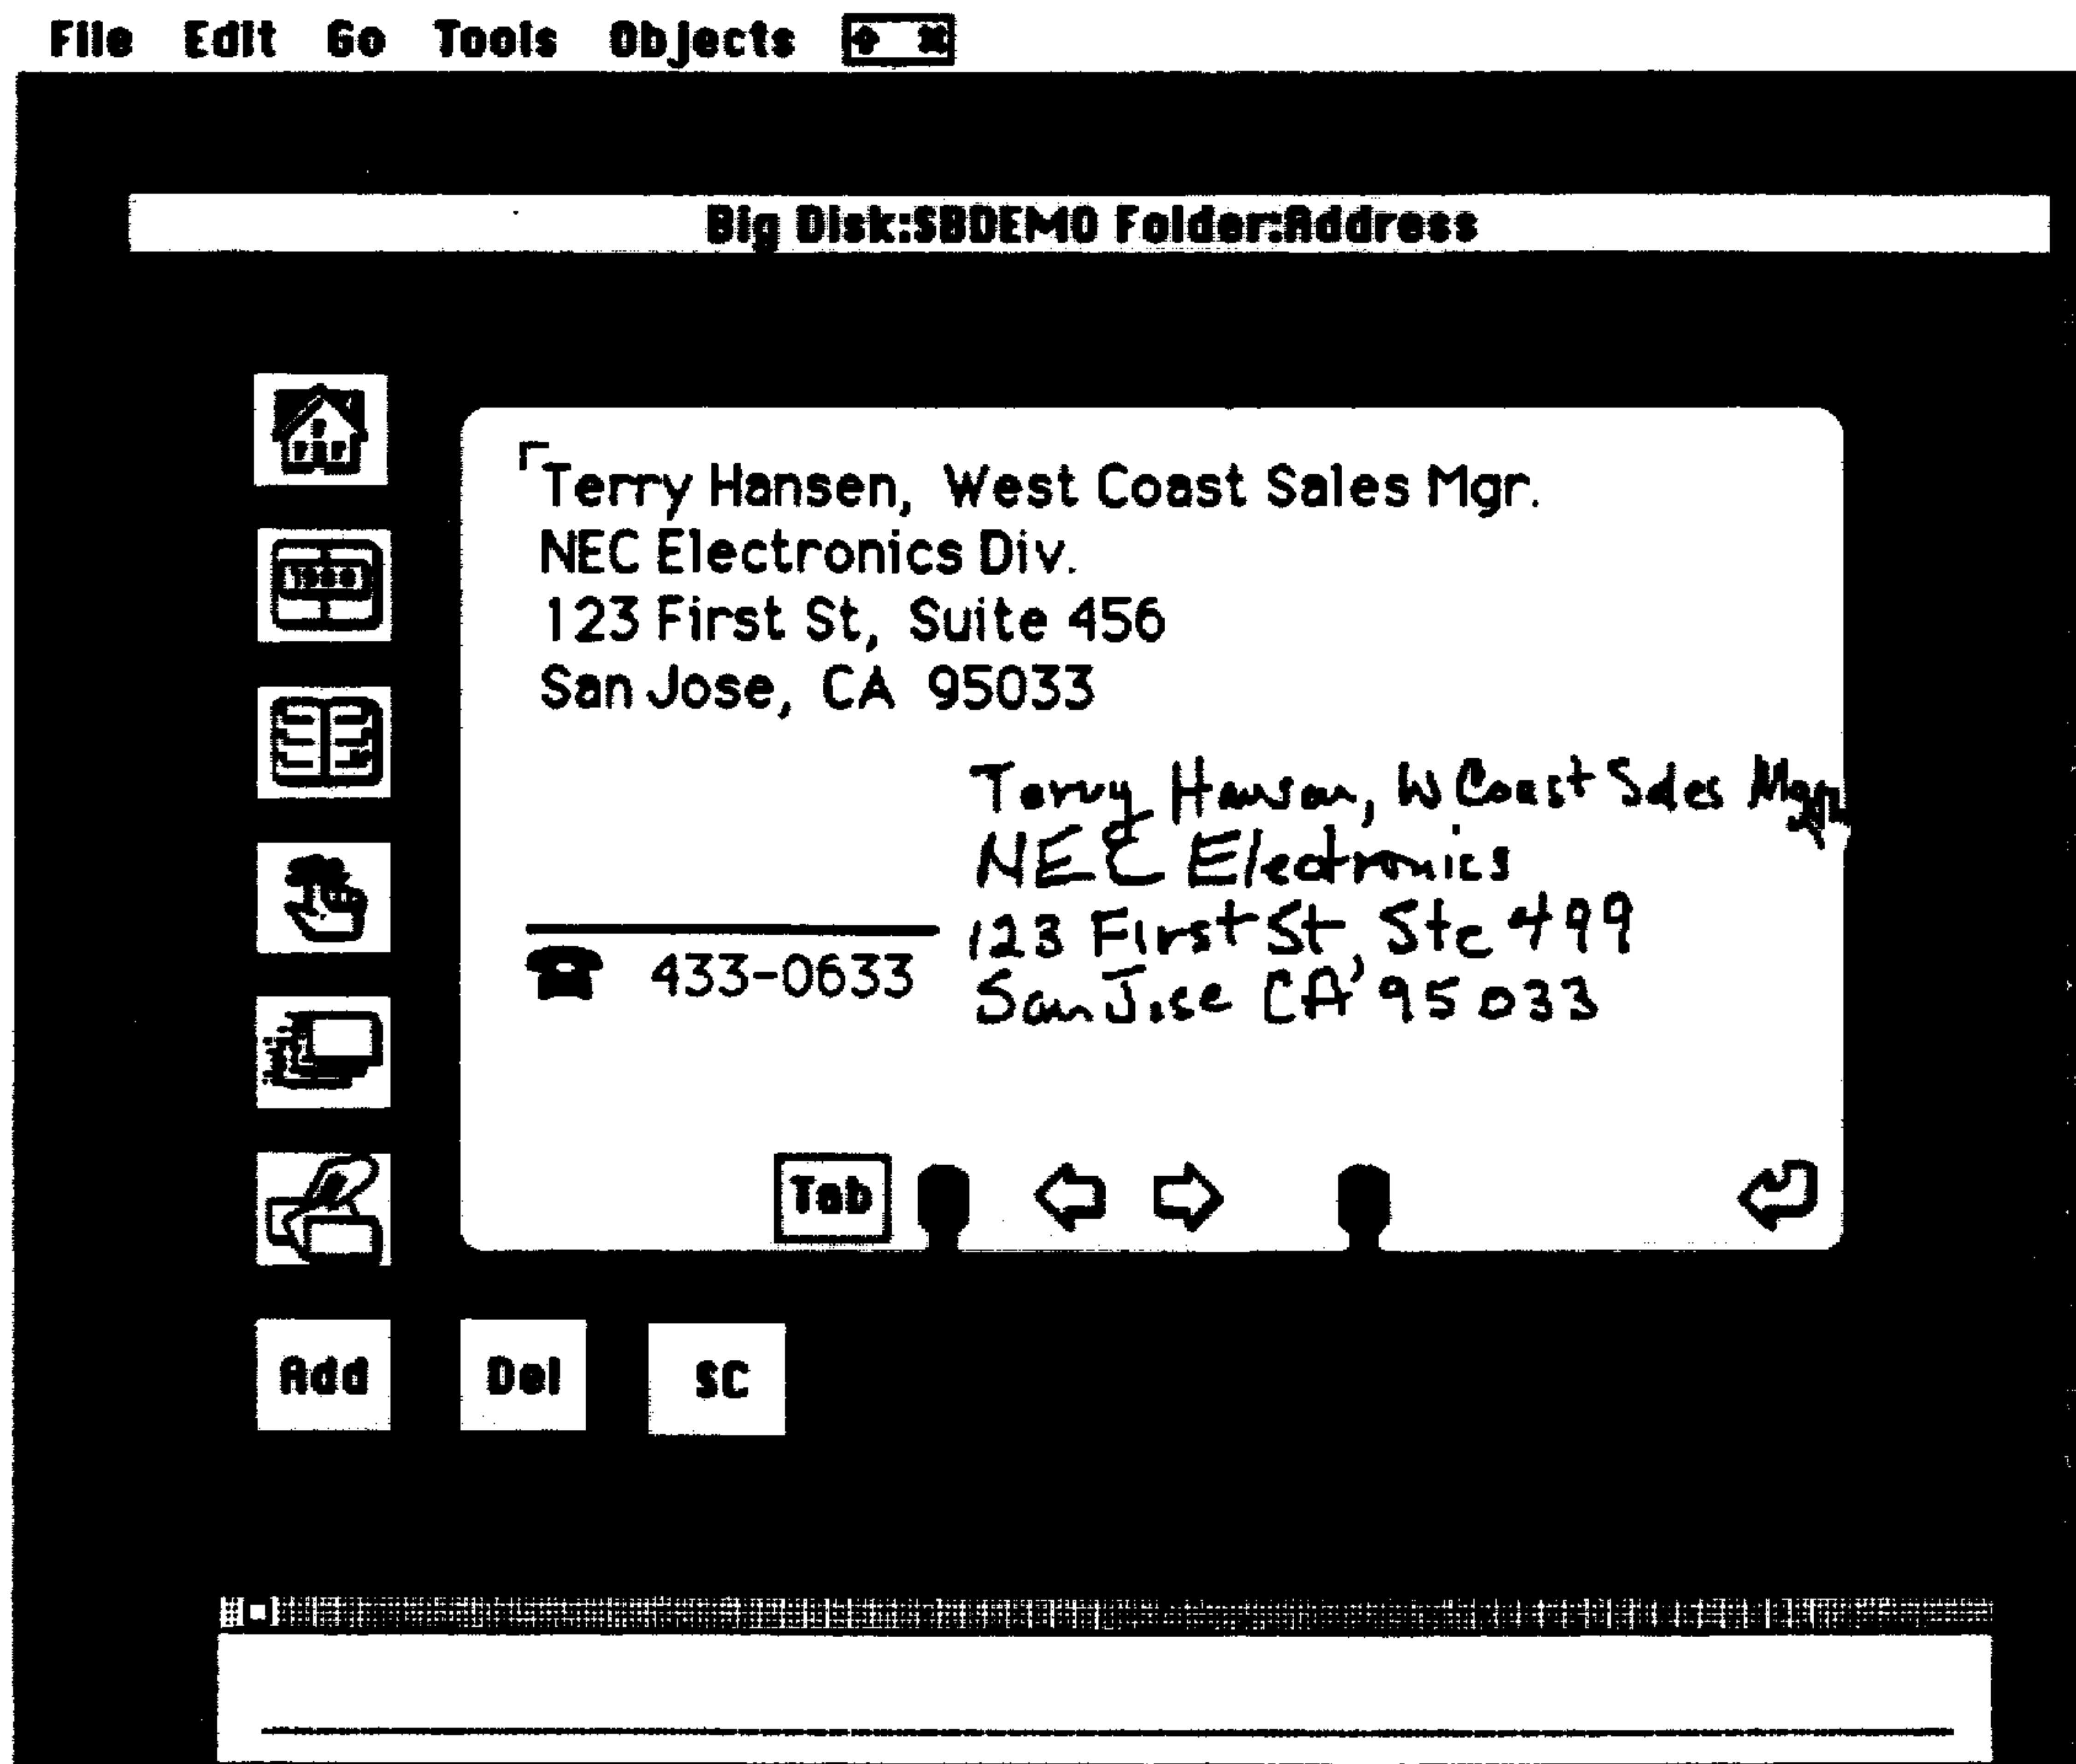 File Edit Go Tools Objects
Big Disk:SBDEMO Folder:Address
Terry Hansen, West Coast Sales Mgr.
NEC Electronics Div.
123 First St, Suite 456
San Jose, CA 95033
Terry Hansen, W Coast Sales Mgr
NEC Electronics
123 First St, Ste 499
San Jose CA 95033
433-0633
Tab
Add Del SC